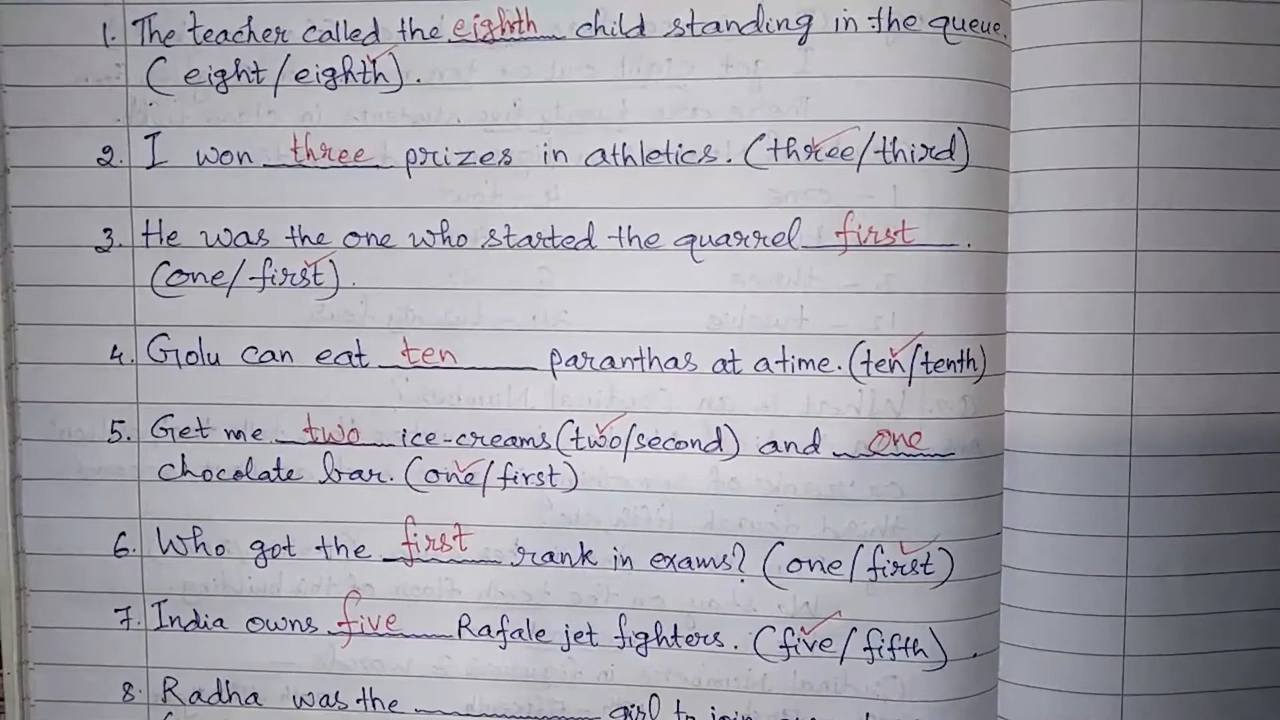 1. The teacher called the eighth child standing in the queue.
(eight/eighth).
2. I won three prizes in athletics. (three/third)
3. He was the one who started the quarrel first.
(one/first).
4. Golu can eat ten paranthas at a time. (ten/tenth)
5. Get me two ice-creams (two/second) and one
chocolate bar. (one/first)
6. Who got the first rank in exams? (one/first)
7. India owns five Rafale jet fighters. (five/fifth).
8. Radha was the ________ girl to join